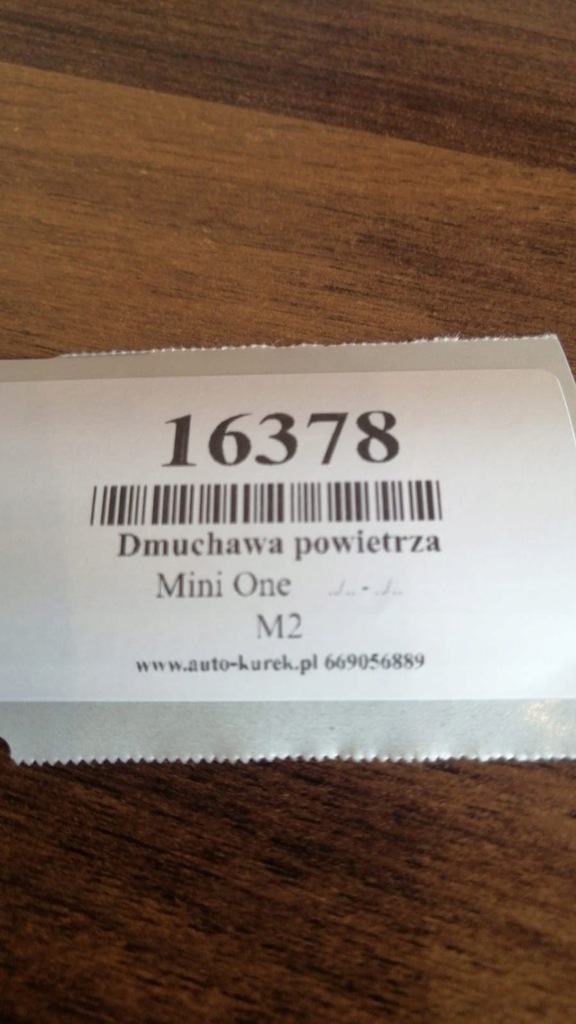 16378
Dmuchawa powietrza
Mini One ../.. - ../..
M2
www.auto-kurek.pl 669056889